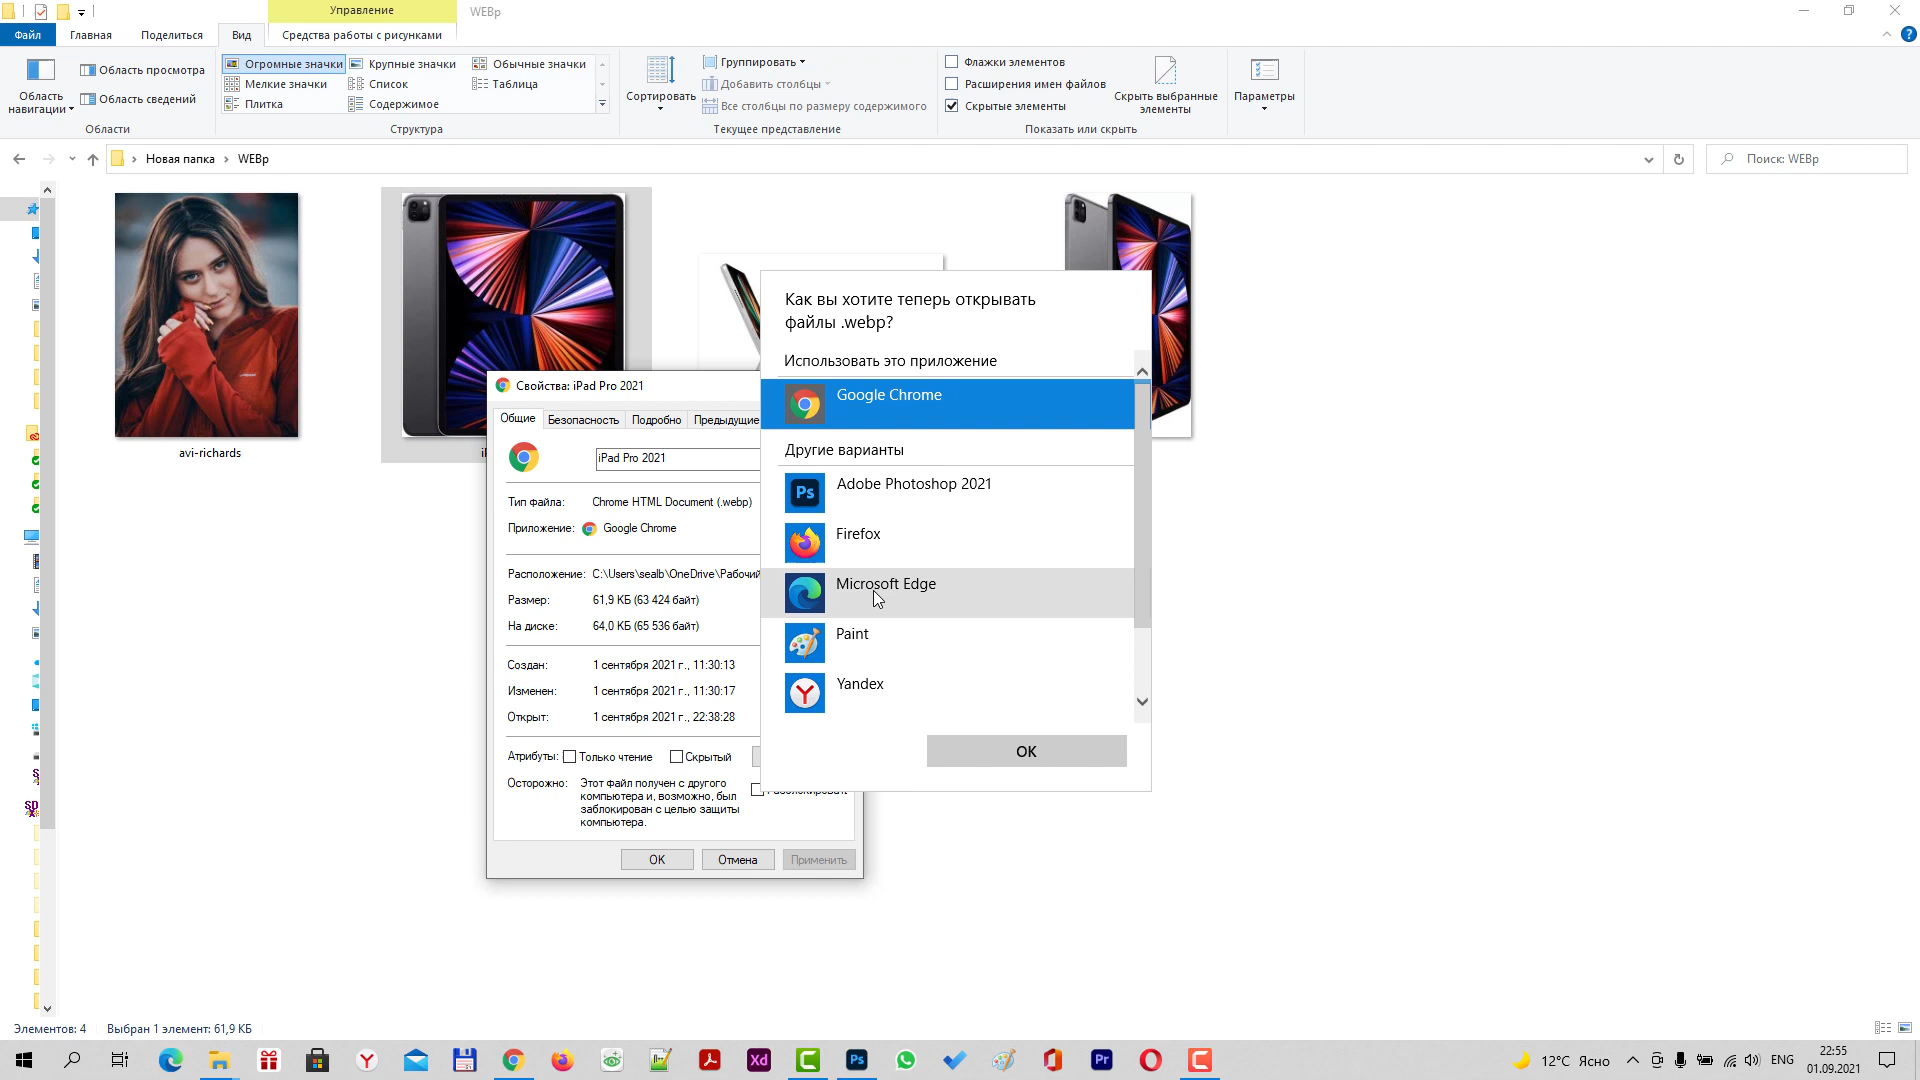 Управление
WEBp
Файл
Главная
Поделиться
Вид
Средства работы с рисунками
Область навигации
Область просмотра
Область сведений
Области
Огромные значки
Крупные значки
Обычные значки
Мелкие значки
Список
Таблица
Плитка
Содержимое
Структура
Сортировать
Группировать
Добавить столбцы
Все столбцы по размеру содержимого
Текущее представление
Флажки элементов
Расширения имен файлов
Скрытые элементы
Скрыть выбранные
элементы
Показать или скрыть
Параметры
Новая папка
WEBp
Поиск: WEBp
avi-richards
Свойства: iPad Pro 2021
Общие
Безопасность
Подробно
Предыдущие
iPad Pro 2021
Тип файла: Chrome HTML Document (.webp)
Приложение: Google Chrome
Расположение: C:\Users\sealb\OneDrive\Рабочий
Размер: 61,9 КБ (63 424 байт)
На диске: 64,0 КБ (65 536 байт)
Создан: 1 сентября 2021 г., 11:30:13
Изменен: 1 сентября 2021 г., 11:30:17
Открыт: 1 сентября 2021 г., 22:38:28
Атрибуты: Только чтение Скрытый
Осторожно: Этот файл получен с другого
компьютера и, возможно, был
заблокирован с целью защиты
компьютера.
OK
Отмена
Применить
Как вы хотите теперь открывать
файлы .webp?
Использовать это приложение
Google Chrome
Другие варианты
Adobe Photoshop 2021
Firefox
Microsoft Edge
Paint
Yandex
OK
Элементов: 4
Выбран 1 элемент: 61,9 КБ
12°C Ясно
ENG
22:55
01.09.2021